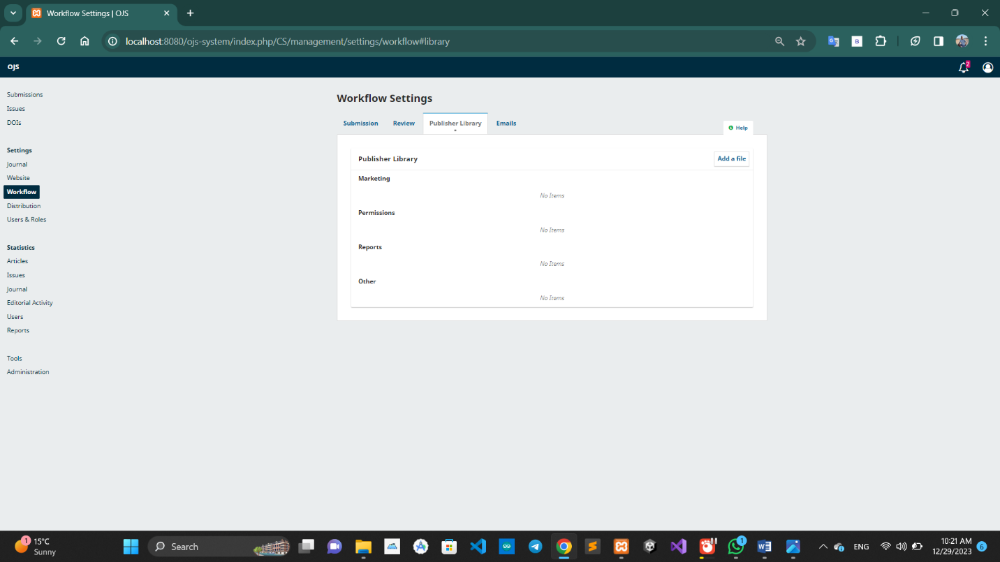 Workflow Settings | OJS
localhost:8080/ojs-system/index.php/CS/management/settings/workflow#library
B
OJS
2
Submissions
Issues
DOIs
Settings
Journal
Website
Workflow
Distribution
Users & Roles
Statistics
Articles
Issues
Journal
Editorial Activity
Users
Reports
Tools
Administration
Workflow Settings
Submission Review Publisher Library Emails
Help
Publisher Library Add a file
Marketing
No Items
Permissions
No Items
Reports
No Items
Other
No Items
1
15°C
Sunny
Search
1
ENG
10:21 AM
12/29/2023
6